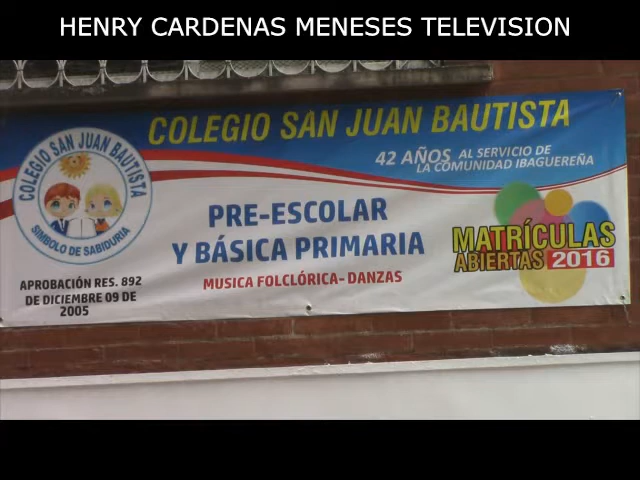 HENRY CARDENAS MENESES TELEVISION
COLEGIO SAN JUAN BAUTISTA
42 AÑOS AL SERVICIO DE
LA COMUNIDAD IBAGUEREÑA
COLEGIO SAN JUAN BAUTISTA
SIMBOLO DE SABIDURIA
PRE-ESCOLAR
Y BÁSICA PRIMARIA
MUSICA FOLCLÓRICA- DANZAS
MATRÍCULAS
ABIERTAS 2016
APROBACIÓN RES. 892
DE DICIEMBRE 09 DE
2005